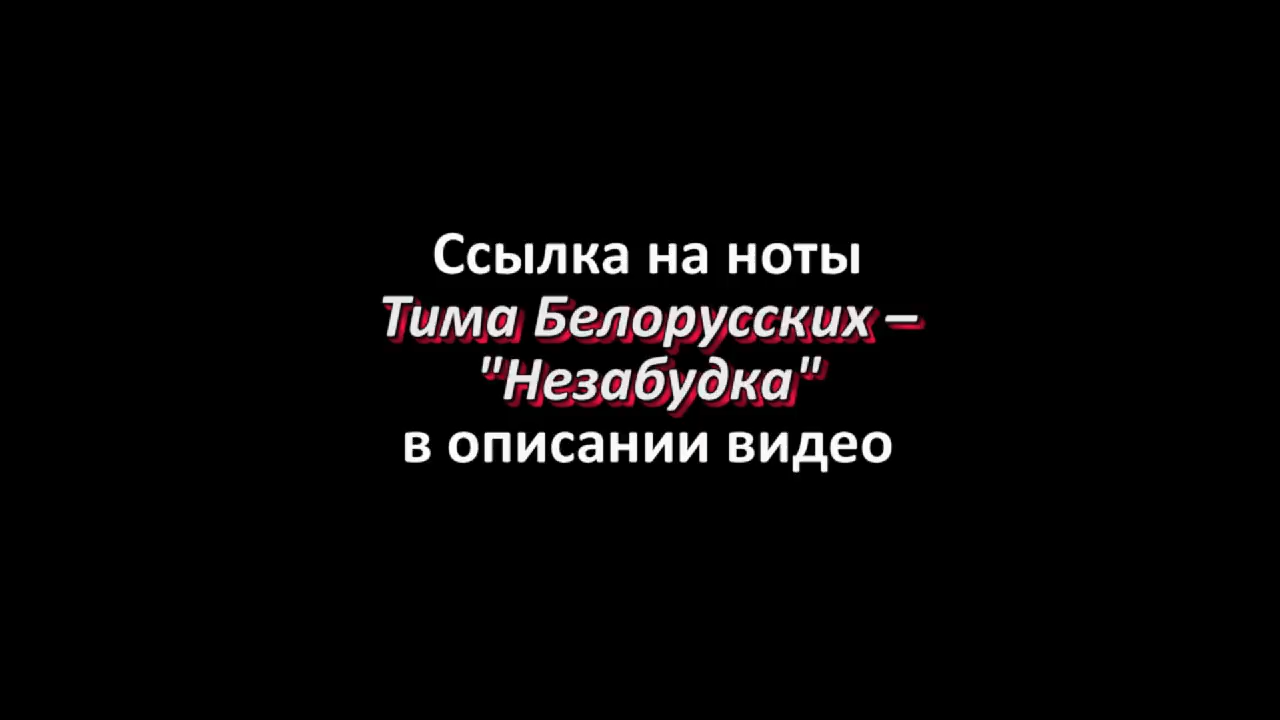 Ссылка на ноты
Тима Белорусских –
"Незабудка"
в описании видео